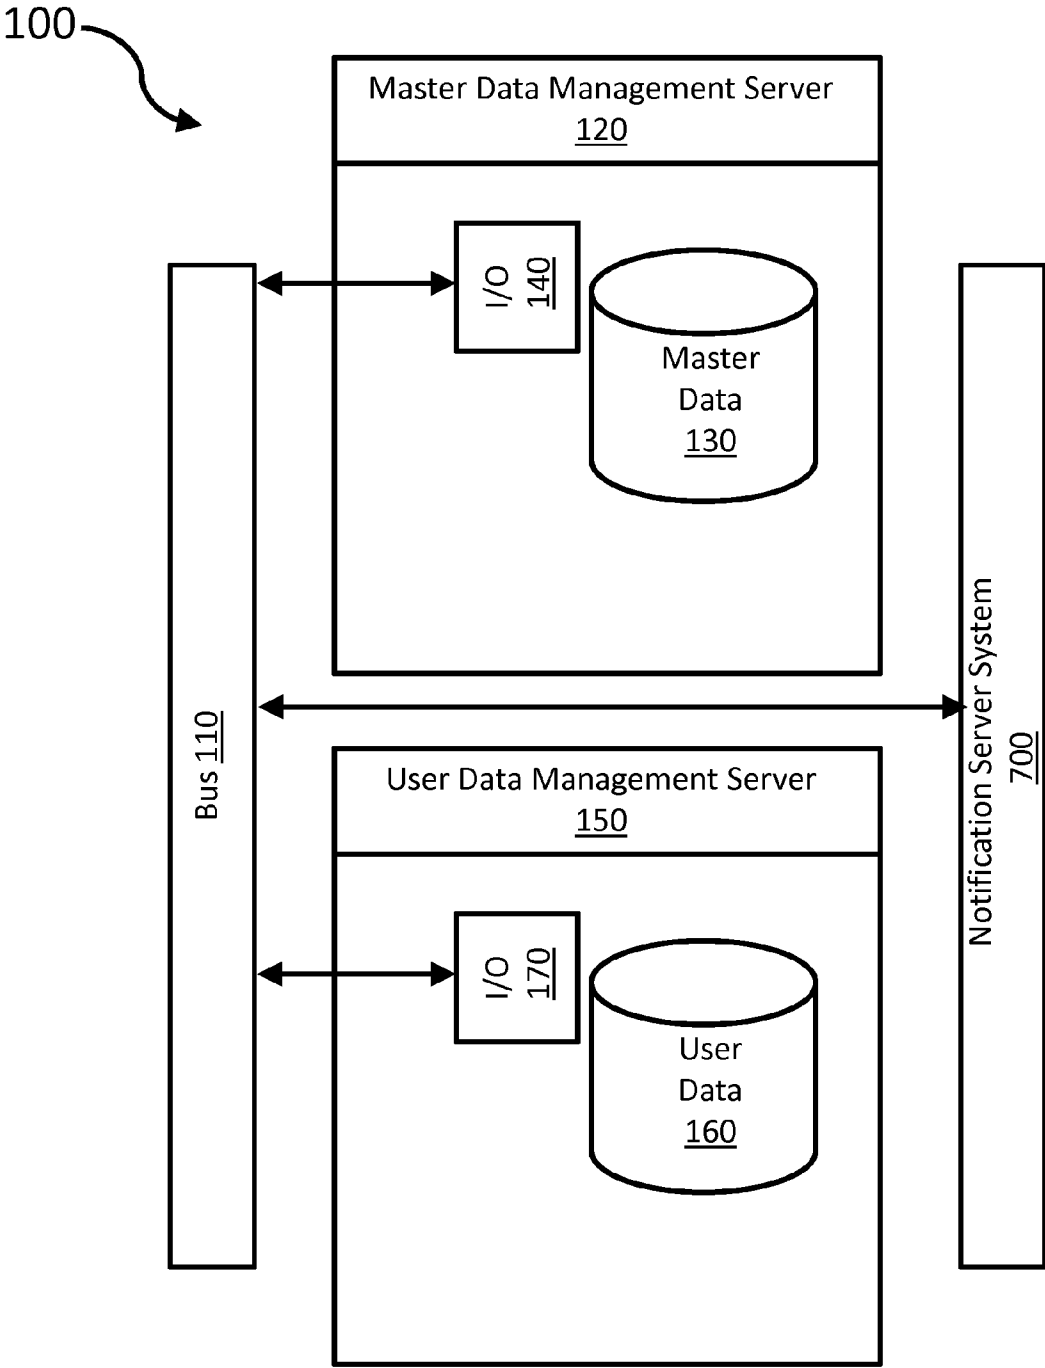 100
Master Data Management Server
120
I/O
140
Master
Data
130
Bus 110
Notification Server System
700
User Data Management Server
150
I/O
170
User
Data
160